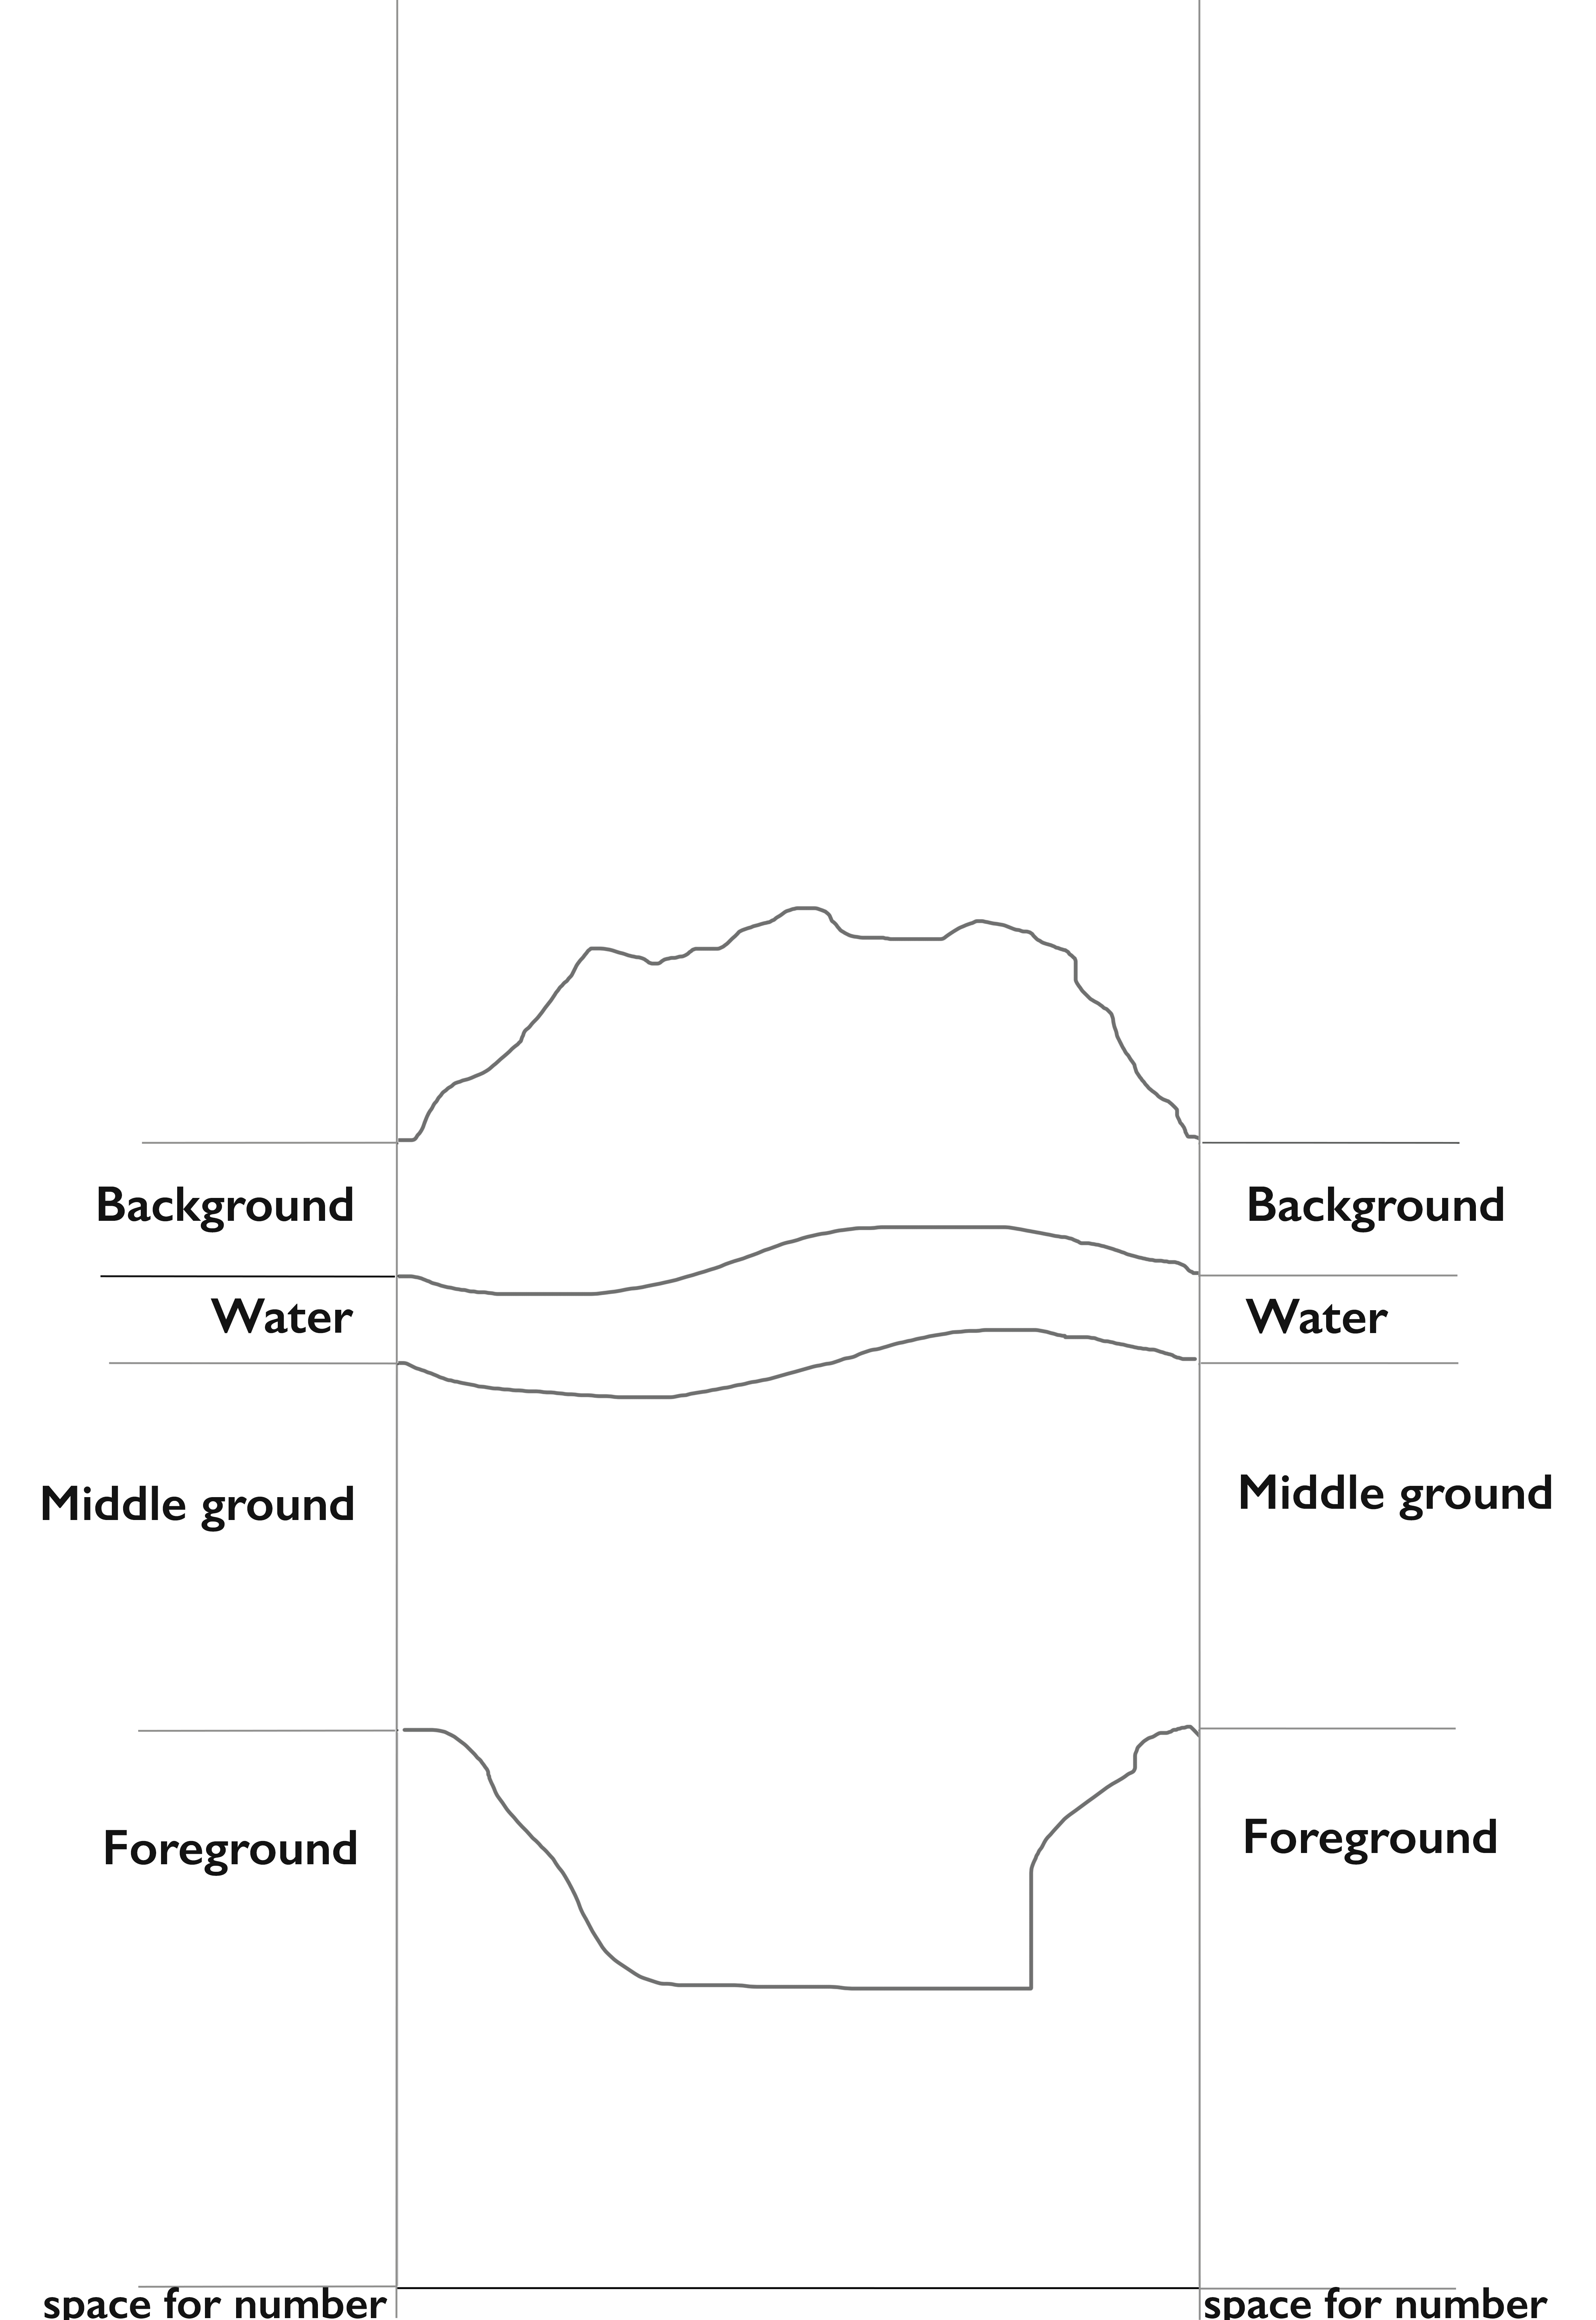 Background Background
Water Water
Middle ground Middle ground
Foreground Foreground
space for number space for number